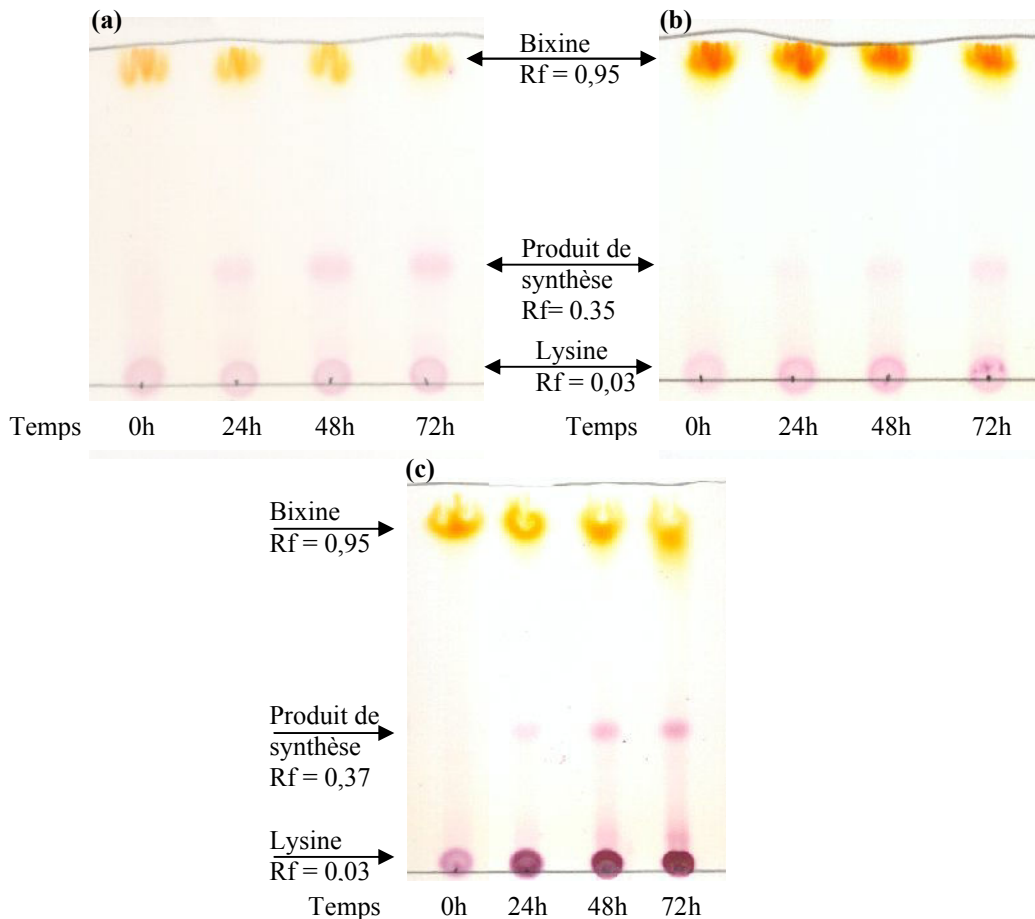 (a)
(b)
Bixine
Rf = 0,95
Produit de
synthèse
Rf= 0,35
Lysine
Rf = 0,03
Temps 0h 24h 48h 72h
Temps 0h 24h 48h 72h
(c)
Bixine
Rf = 0,95
Produit de
synthèse
Rf = 0,37
Lysine
Rf = 0,03
Temps 0h 24h 48h 72h